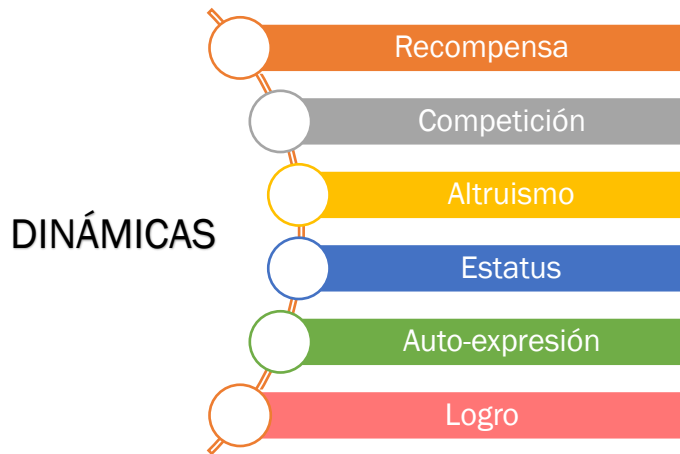 DINÁMICAS
Recompensa
Competición
Altruismo
Estatus
Auto-expresión
Logro